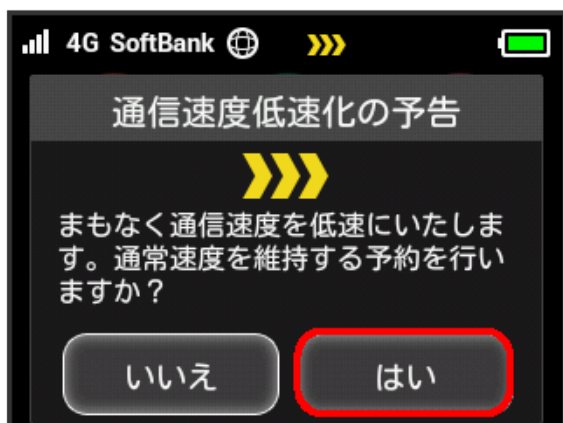 4G SoftBank
通信速度低速化の予告
まもなく通信速度を低速にいたしま
す。通常速度を維持する予約を行い
ますか？
いいえ はい